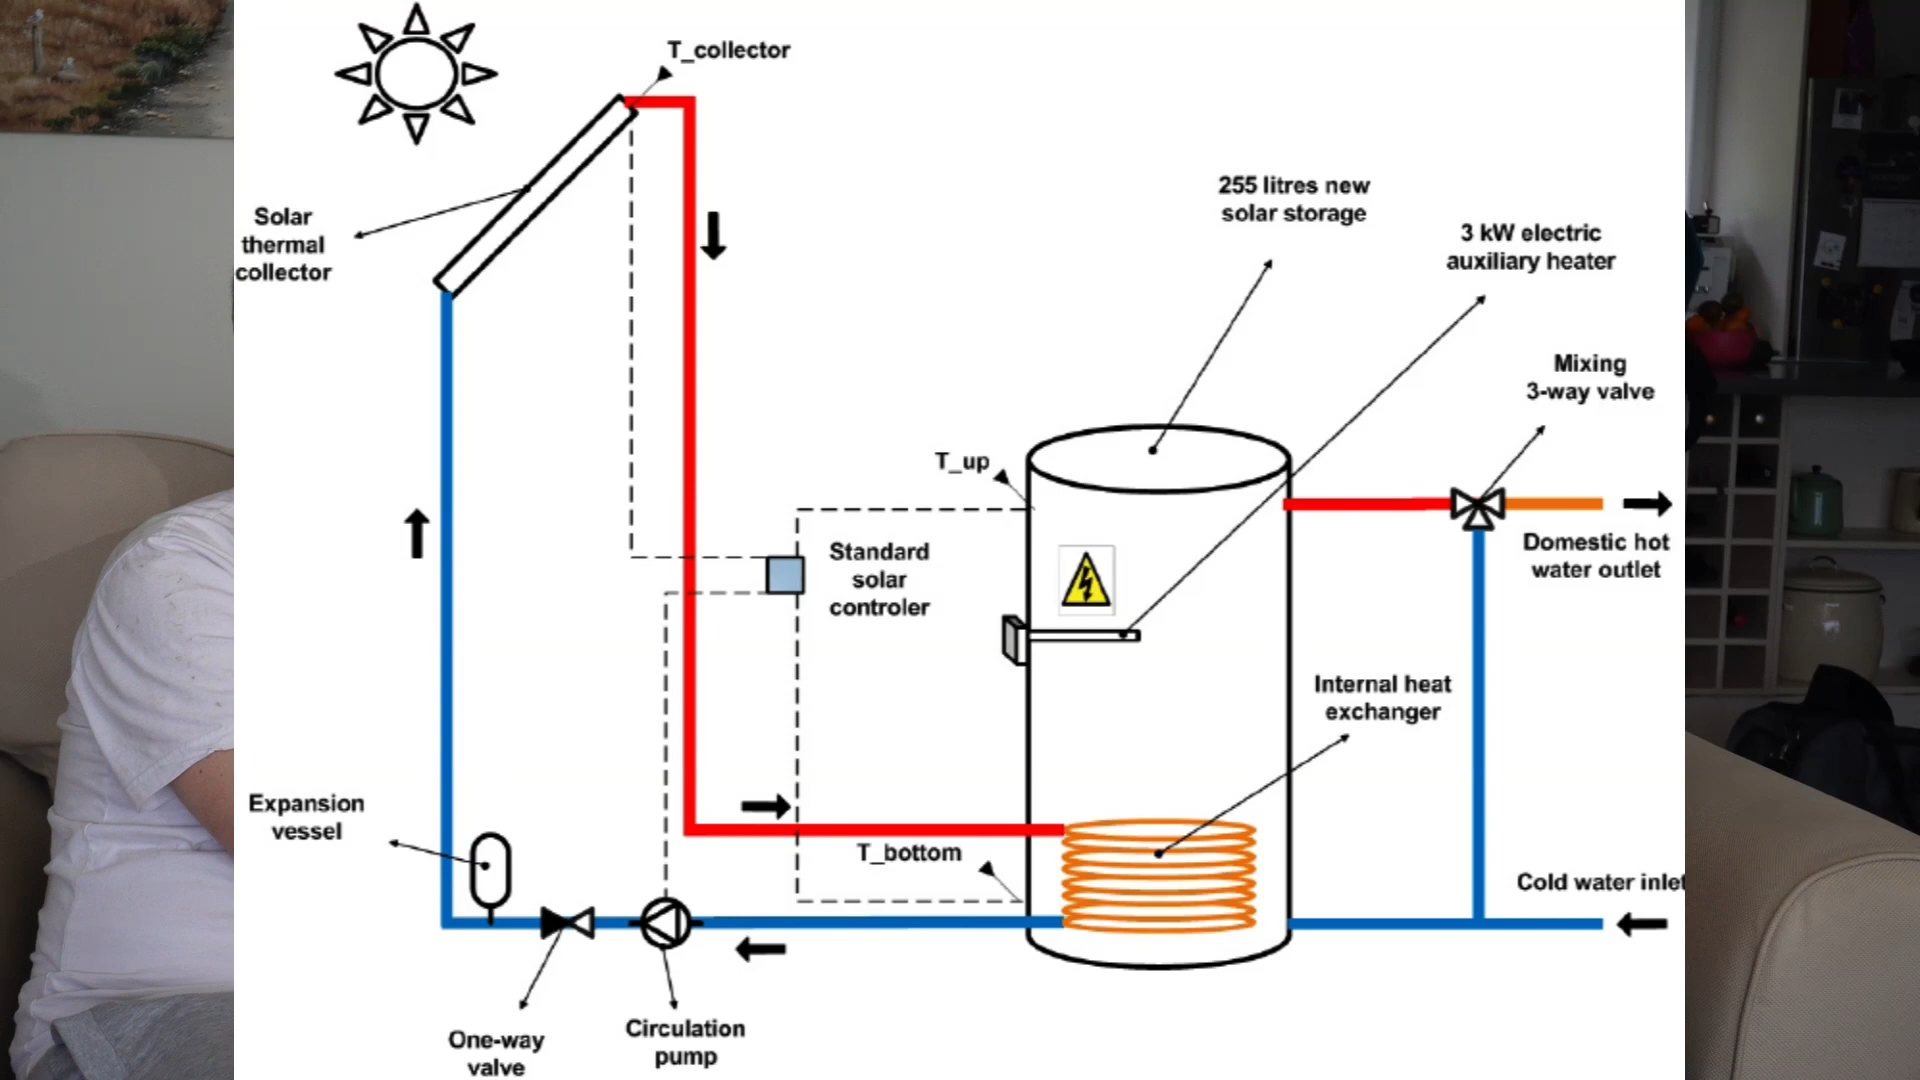 T_collector
Solar
thermal
collector
255 litres new
solar storage
3 kW electric
auxiliary heater
Mixing
3-way valve
T_up
Standard
solar
controler
Domestic hot
water outlet
Internal heat
exchanger
Expansion
vessel
T_bottom
Cold water inlet
One-way
valve
Circulation
pump